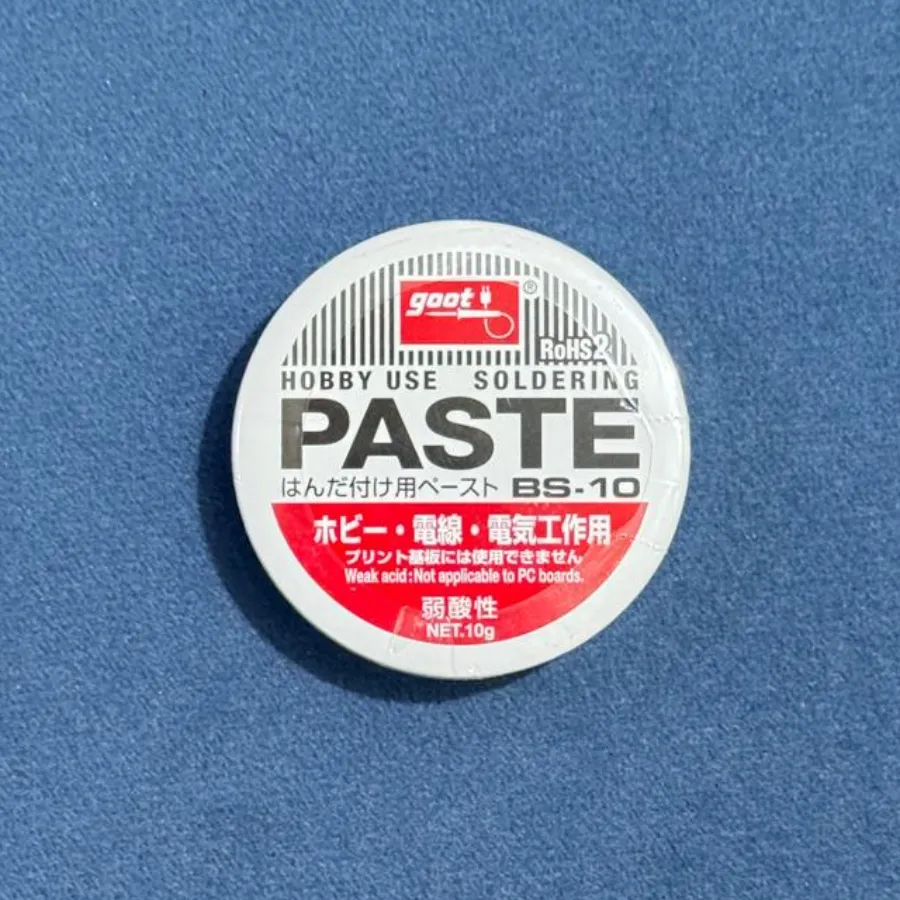 goot ®
RoHS2
HOBBY USE SOLDERING
PASTE
はんだ付け用ペースト BS-10
ホビー・電線・電気工作用
プリント基板には使用できません
Weak acid:Not applicable to PC boards.
弱酸性
NET.10g